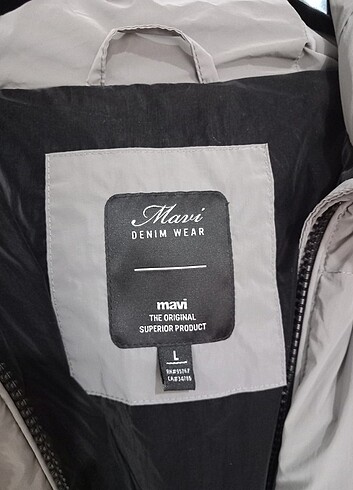 Mavi
DENIM WEAR
mavi
THE ORIGINAL
SUPERIOR PRODUCT
L